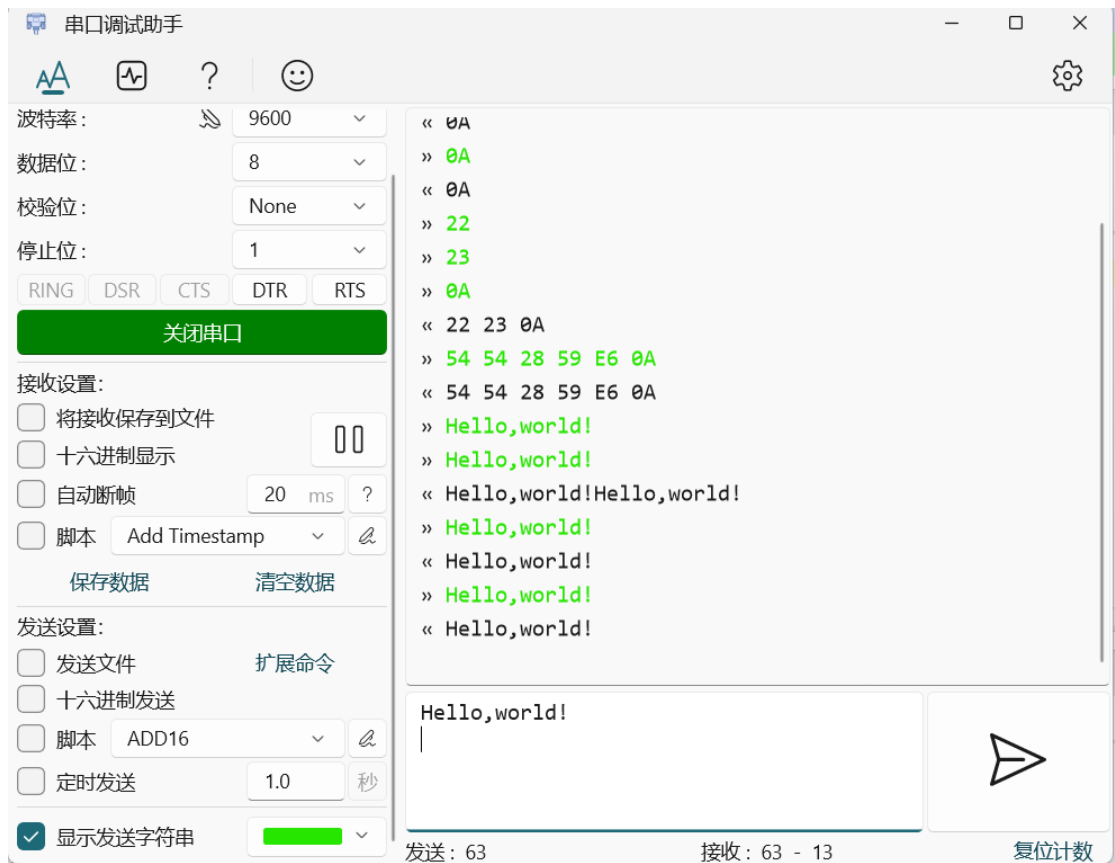 串口调试助手
AA
波特率: 9600
数据位: 8
校验位: None
停止位: 1
RING DSR CTS DTR RTS
关闭串口
接收设置:
将接收保存到文件
十六进制显示
自动断帧 20 ms ?
脚本 Add Timestamp
保存数据 清空数据
发送设置:
发送文件 扩展命令
十六进制发送
脚本 ADD16
定时发送 1.0 秒
显示发送字符串
« 0A
» 0A
« 0A
» 22
» 23
» 0A
« 22 23 0A
» 54 54 28 59 E6 0A
« 54 54 28 59 E6 0A
» Hello,world!
» Hello,world!
« Hello,world!Hello,world!
» Hello,world!
« Hello,world!
» Hello,world!
« Hello,world!
Hello,world!
发送: 63 接收: 63 - 13 复位计数